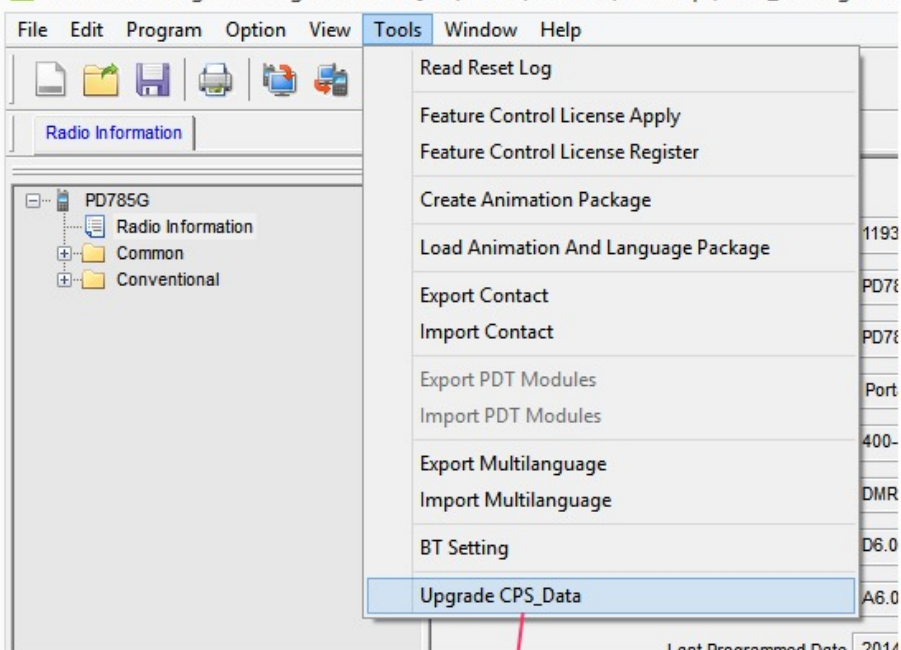 File Edit Program Option View Tools Window Help
Read Reset Log
Feature Control License Apply
Feature Control License Register
Create Animation Package
Load Animation And Language Package
Export Contact
Import Contact
Export PDT Modules
Import PDT Modules
Export Multilanguage
Import Multilanguage
BT Setting
Upgrade CPS_Data
Radio Information
PD785G
Radio Information
Common
Conventional
1193
PD78
PD78
Port
400-
DMR
D6.0
A6.0
Last Programmed Date 2014